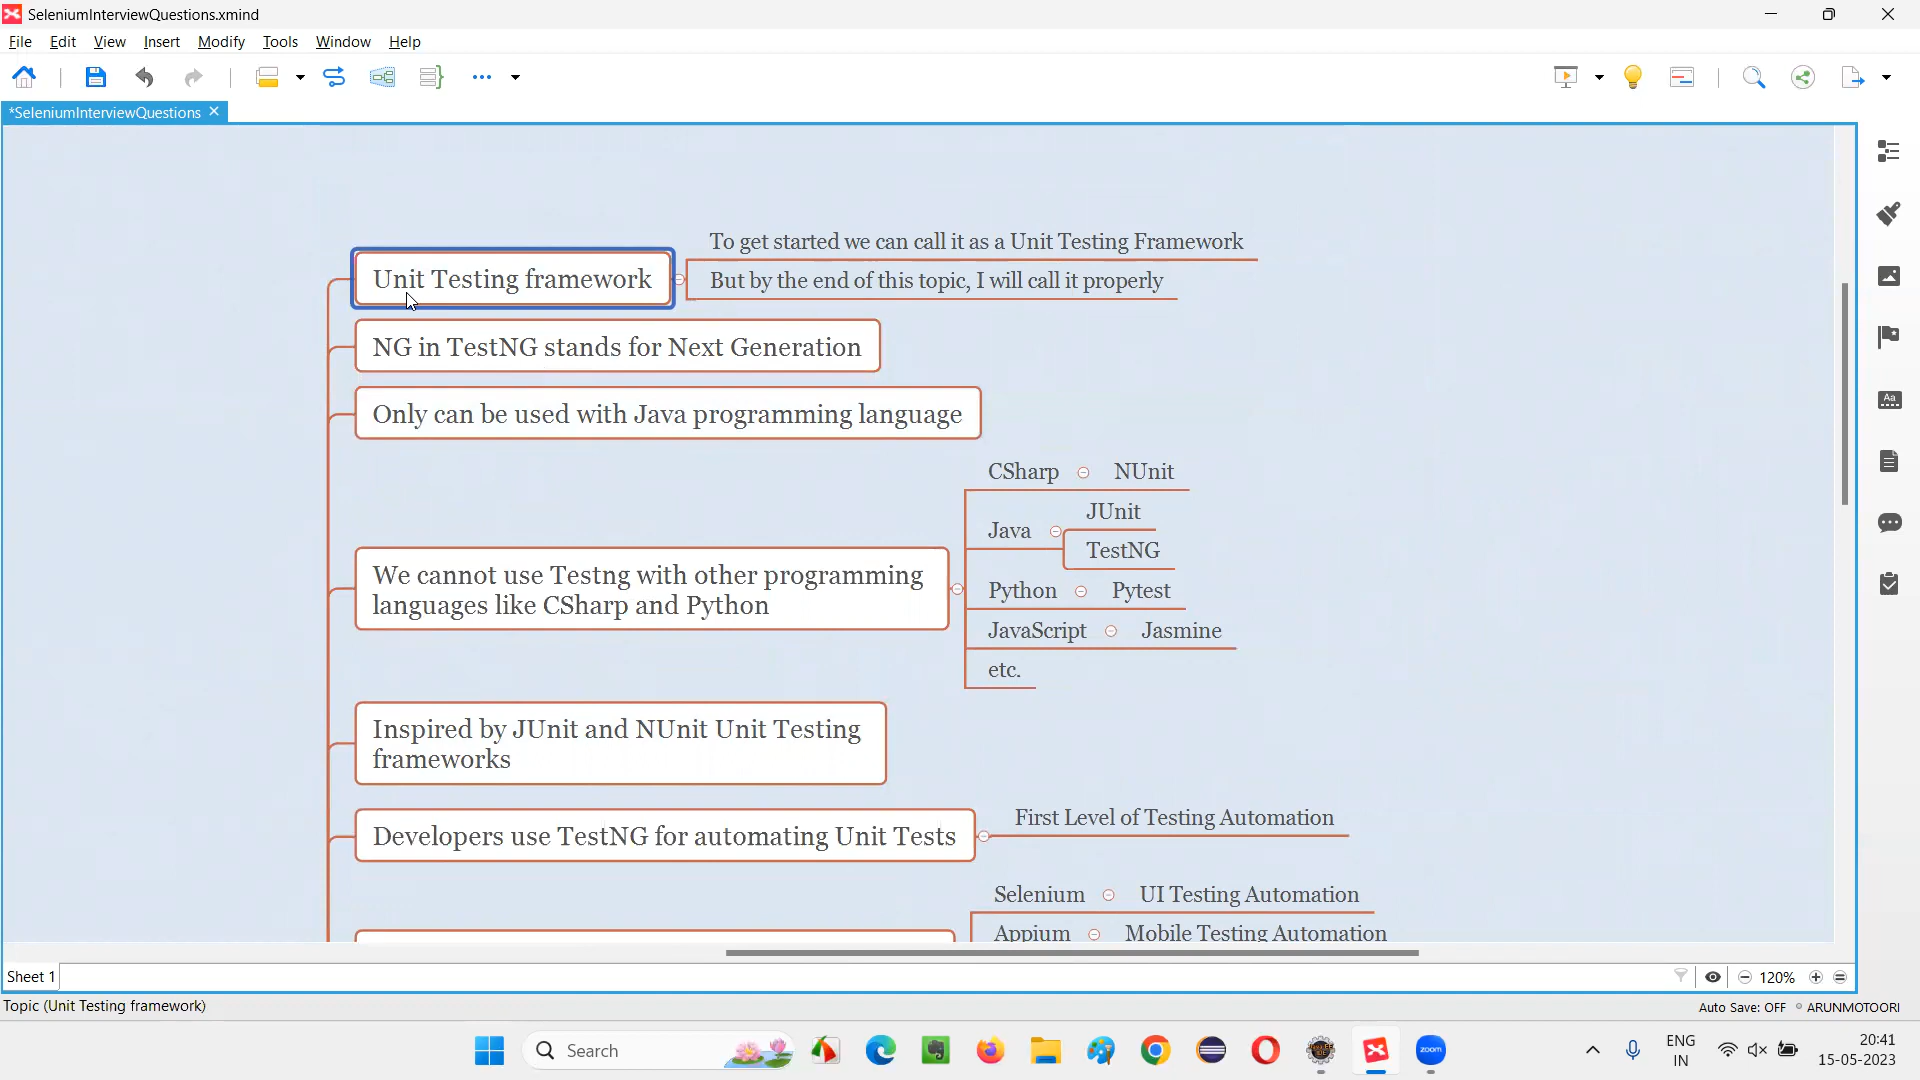 SeleniumInterviewQuestions.xmind
File Edit View Insert Modify Tools Window Help
*SeleniumInterviewQuestions
Unit Testing framework
To get started we can call it as a Unit Testing Framework
But by the end of this topic, I will call it properly
NG in TestNG stands for Next Generation
Only can be used with Java programming language
We cannot use Testng with other programming
languages like CSharp and Python
CSharp NUnit
Java
JUnit
TestNG
Python Pytest
JavaScript Jasmine
etc.
Inspired by JUnit and NUnit Unit Testing
frameworks
Developers use TestNG for automating Unit Tests
First Level of Testing Automation
Selenium UI Testing Automation
Appium Mobile Testing Automation
Aa
Sheet 1
120%
Topic (Unit Testing framework)
Auto Save: OFF ARUNMOTOORI
Search
zoom
ENG
IN
20:41
15-05-2023